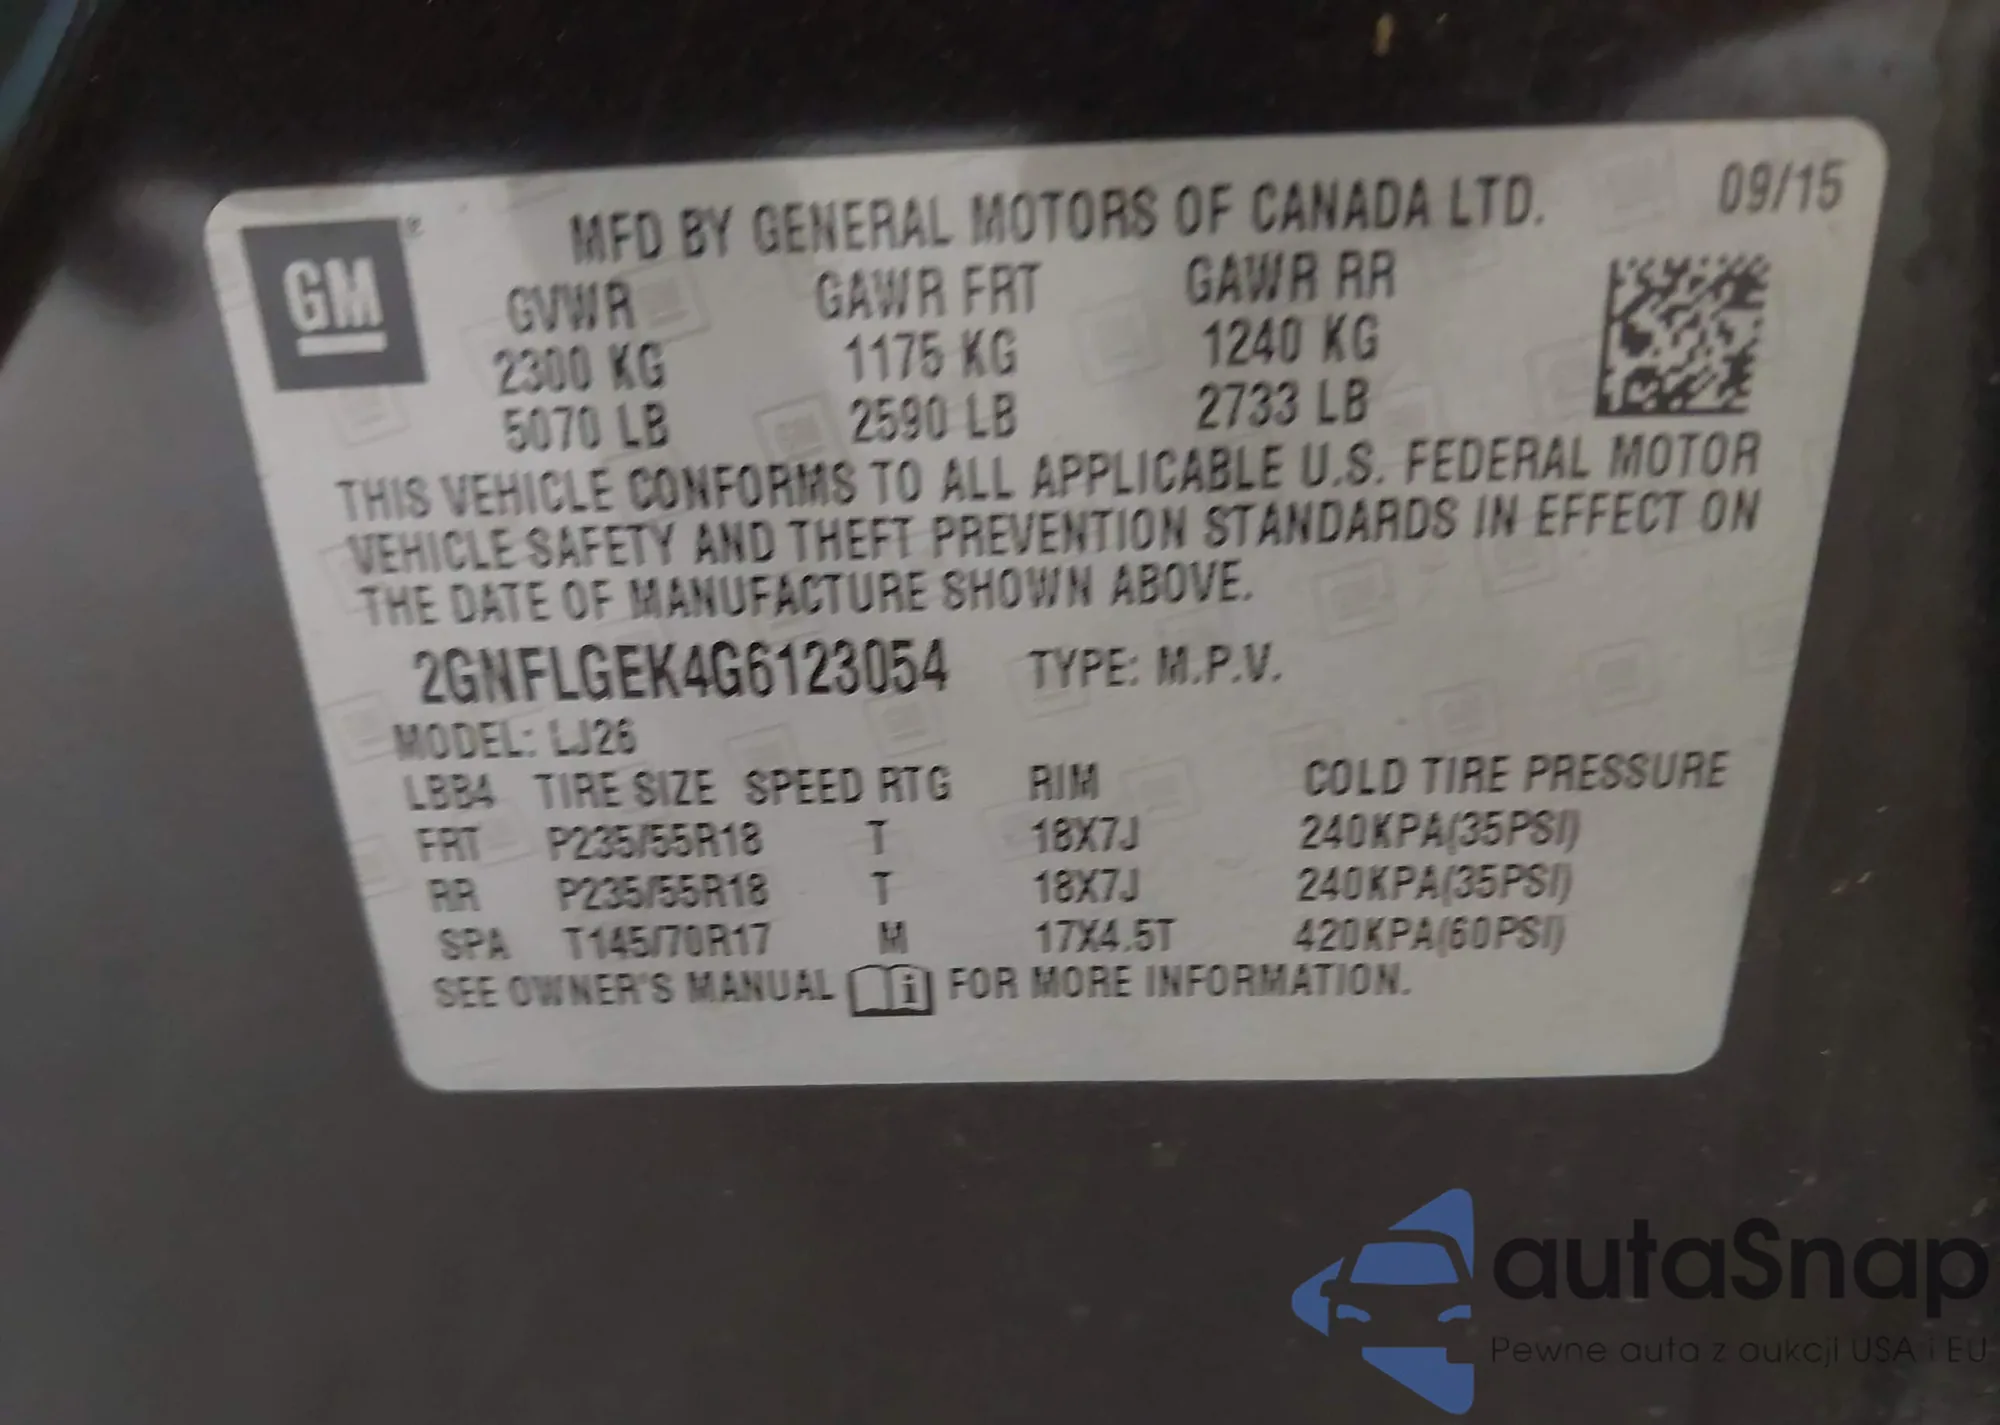 09/15
GM ®
MFD BY GENERAL MOTORS OF CANADA LTD.
GVWR GAWR FRT GAWR RR
2300 KG 1175 KG 1240 KG
5070 LB 2590 LB 2733 LB
THIS VEHICLE CONFORMS TO ALL APPLICABLE U.S. FEDERAL MOTOR
VEHICLE SAFETY AND THEFT PREVENTION STANDARDS IN EFFECT ON
THE DATE OF MANUFACTURE SHOWN ABOVE.
2GNFLGEK4G6123054 TYPE: M.P.V.
MODEL: LJ26
LBB4 TIRE SIZE SPEED RTG RIM COLD TIRE PRESSURE
FRT P235/55R18 T 18X7J 240KPA(35PSI)
RR P235/55R18 T 18X7J 240KPA(35PSI)
SPA T145/70R17 M 17X4.5T 420KPA(60PSI)
SEE OWNER'S MANUAL i FOR MORE INFORMATION.
autaSnap
Pewne auta z aukcji USA i EU